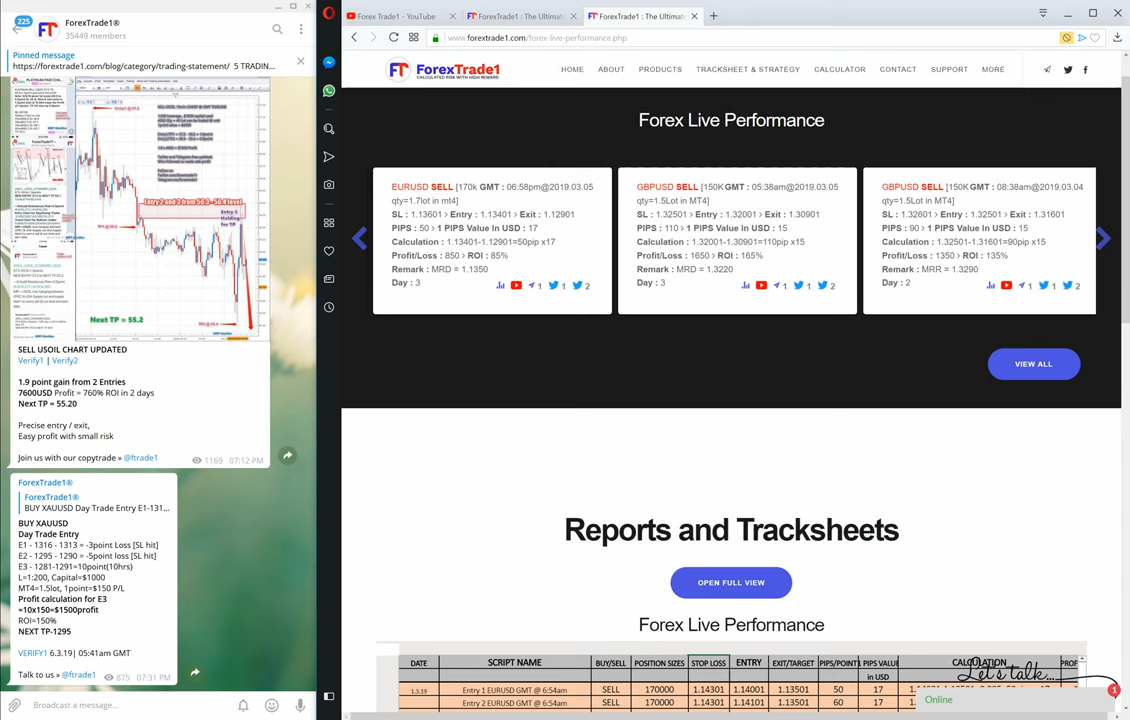 225
ForexTrade1®
35449 members
Pinned message
https://forextrade1.com/blog/category/trading-statement/ 5 TRADIN...
Entry 2 and 3 from 56.3 - 56.4 level
Entry 3
Holding
for TP
Next TP = 55.2
SELL USOIL CHART UPDATED
Verify1 | Verify2
1.9 point gain from 2 Entries
7600USD Profit = 760% ROI in 2 days
Next TP = 55.20
Precise entry / exit,
Easy profit with small risk
Join us with our copytrade » @ftrade1
1169 07:12 PM
ForexTrade1®
ForexTrade1®
BUY XAUUSD Day Trade Entry E1-131...
BUY XAUUSD
Day Trade Entry
E1 - 1316 - 1313 = -3point Loss [SL hit]
E2 - 1295 - 1290 = -5point loss [SL hit]
E3 - 1281-1291=10point(10hrs)
L=1:200, Capital=$1000
MT4=1.5lot, 1point=$150 P/L
Profit calculation for E3
=10x150=$1500profit
ROI=150%
NEXT TP-1295
VERIFY1 6.3.19| 05:41am GMT
Talk to us » @ftrade1
875 07:31 PM
Broadcast a message...
Forex Trade1 - YouTube
ForexTrade1 : The Ultimat
ForexTrade1 : The Ultimat
www.forextrade1.com/forex-live-performance.php
FT ForexTrade1
CALCULATED RISK WITH HIGH REWARD
HOME ABOUT PRODUCTS TRACKSHEET & STRATEGY CALCULATOR CONTACT SUPPORT MORE
Forex Live Performance
EURUSD SELL [170k GMT : 06:58pm@2019.03.05
qty=1.7lot in mt4]
SL : 1.13601 > Entry : 1.13401 > Exit : 1.12901
PIPS : 50 > 1 PIPS Value In USD : 17
Calculation : 1.13401-1.12901=50pip x17
Profit/Loss : 850 > ROI : 85%
Remark : MRD = 1.1350
Day : 3
1 1 2
GBPUSD SELL [150K GMT : 05:38am@2019.03.05
qty=1.5Lot in MT4]
SL : 1.32501 > Entry : 1.32001 > Exit : 1.30901
PIPS : 110 > 1 PIPS Value In USD : 15
Calculation : 1.32001-1.30901=110pip x15
Profit/Loss : 1650 > ROI : 165%
Remark : MRD = 1.3220
Day : 3
1 1 2
GBPUSD SELL [150K GMT : 08:38am@2019.03.04
qty=1.5Lot in MT4]
SL : 1.32601 > Entry : 1.32501 > Exit : 1.31601
PIPS : 90 > 1 PIPS Value In USD : 15
Calculation : 1.32501-1.31601=90pip x15
Profit/Loss : 1350 > ROI : 135%
Remark : MRR = 1.3290
Day : 2
1 1 2
VIEW ALL
Reports and Tracksheets
OPEN FULL VIEW
Forex Live Performance
DATE SCRIPT NAME BUY/SELL POSITION SIZES STOP LOSS ENTRY EXIT/TARGET PIPS/POINT PIPS VALUE in USD CALCULATION PROF
1.3.19 Entry 1 EURUSD GMT @ 6:54am SELL 170000 1.14301 1.14001 1.13501 50 17
Entry 2 EURUSD GMT @ 6:54am SELL 170000 1.14301 1.14101 1.13501 60 17
Let's talk...
1
Online